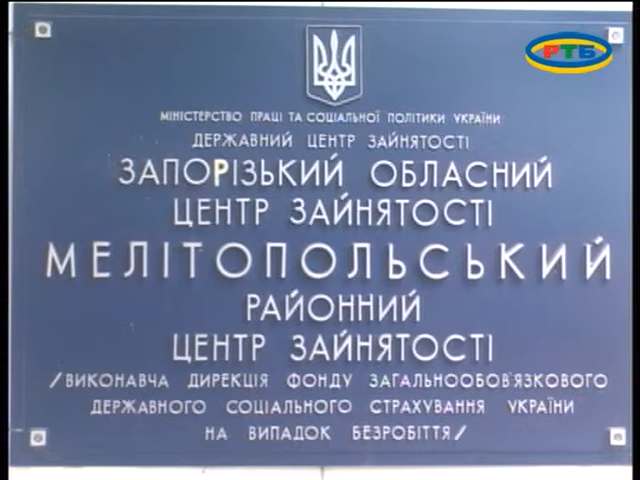 РТБ
МІНІСТЕРСТВО ПРАЦІ ТА СОЦІАЛЬНОЇ ПОЛІТИКИ УКРАЇНИ
ДЕРЖАВНИЙ ЦЕНТР ЗАЙНЯТОСТІ
ЗАПОРІЗЬКИЙ ОБЛАСНИЙ
ЦЕНТР ЗАЙНЯТОСТІ
МЕЛІТОПОЛЬСЬКИЙ
РАЙОННИЙ
ЦЕНТР ЗАЙНЯТОСТІ
/ВИКОНАВЧА ДИРЕКЦІЯ ФОНДУ ЗАГАЛЬНООБОВ'ЯЗКОВОГО
ДЕРЖАВНОГО СОЦІАЛЬНОГО СТРАХУВАННЯ УКРАЇНИ
НА ВИПАДОК БЕЗРОБІТТЯ/